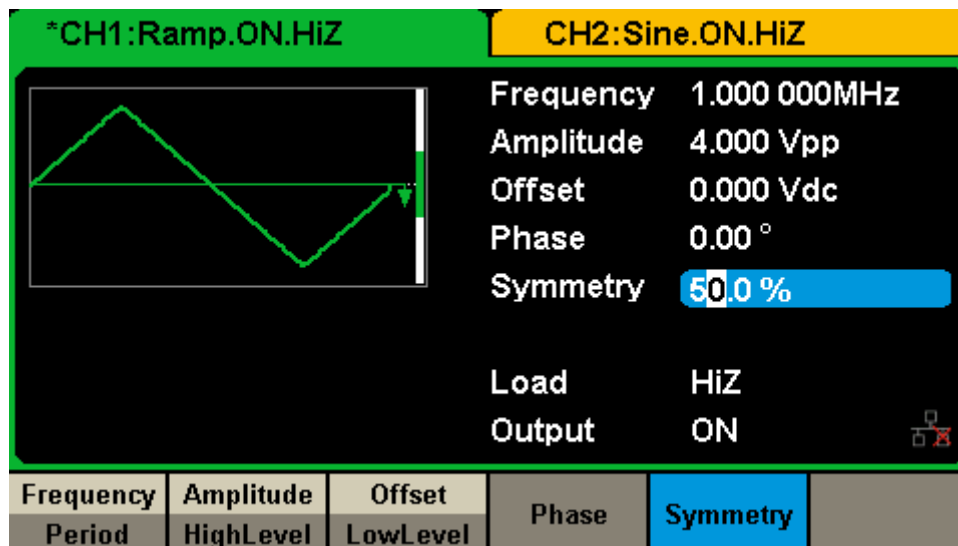 *CH1:Ramp.ON.HiZ CH2:Sine.ON.HiZ
Frequency 1.000 000MHz
Amplitude 4.000 Vpp
Offset 0.000 Vdc
Phase 0.00 °
Symmetry 50.0 %
Load HiZ
Output ON
Frequency Amplitude Offset Phase Symmetry
Period HighLevel LowLevel